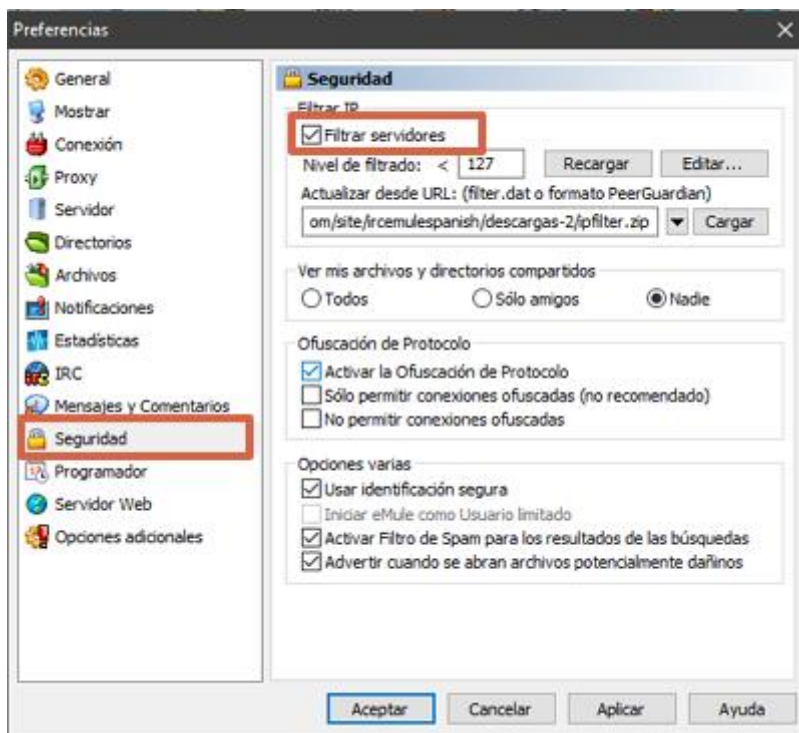 Preferencias
General
Mostrar
Conexión
Proxy
Servidor
Directorios
Archivos
Notificaciones
Estadísticas
IRC
Mensajes y Comentarios
Seguridad
Programador
Servidor Web
Opciones adicionales
Seguridad
Filtrar IP
Filtrar servidores
Nivel de filtrado: < 127 Recargar Editar...
Actualizar desde URL: (filter.dat o formato PeerGuardian)
om/site/ircemulespanish/descargas-2/ipfilter.zip Cargar
Ver mis archivos y directorios compartidos
Todos Sólo amigos Nadie
Ofuscación de Protocolo
Activar la Ofuscación de Protocolo
Sólo permitir conexiones ofuscadas (no recomendado)
No permitir conexiones ofuscadas
Opciones varias
Usar identificación segura
Iniciar eMule como Usuario limitado
Activar Filtro de Spam para los resultados de las búsquedas
Advertir cuando se abran archivos potencialmente dañinos
Aceptar Cancelar Aplicar Ayuda